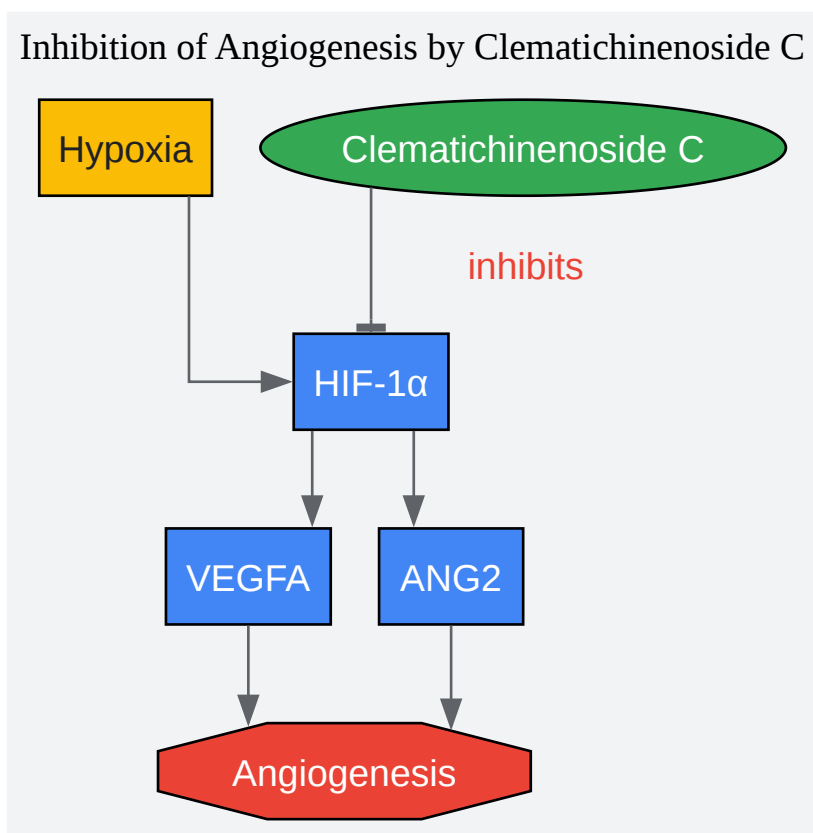 Inhibition of Angiogenesis by Clematichinenoside C
Hypoxia
Clematichinenoside C
inhibits
HIF-1α
VEGFA
ANG2
Angiogenesis